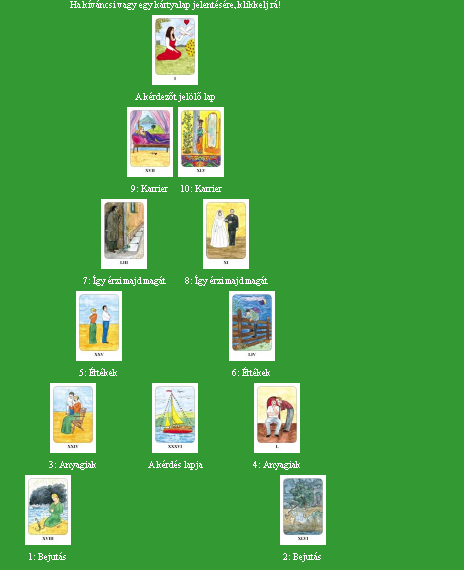 Ha kíváncsi vagy egy kártyalap jelentésére, klikkelj rá!
I
A kérdezőt jelölő lap
XVII
XLV
9: Karrier
10: Karrier
LIII
XI
7: Így érzi majd magát
8: Így érzi majd magát
XXV
LIV
5: Értékek
6: Értékek
XXIV
XXXVI
L
3: Anyagiak
A kérdés lapja
4: Anyagiak
XVIII
XLVI
1: Bejutás
2: Bejutás